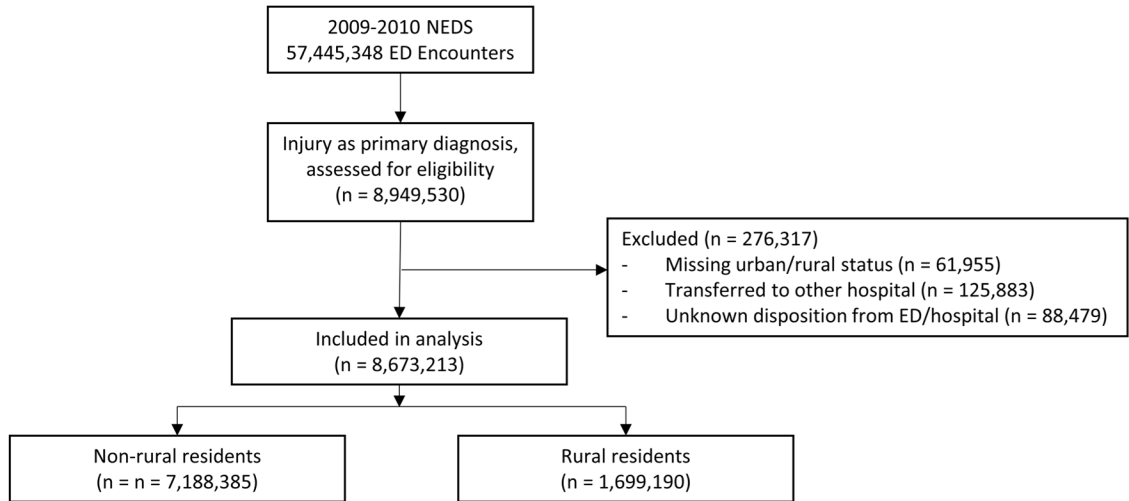 2009-2010 NEDS
57,445,348 ED Encounters
Injury as primary diagnosis,
assessed for eligibility
(n = 8,949,530)
Excluded (n = 276,317)
- Missing urban/rural status (n = 61,955)
- Transferred to other hospital (n = 125,883)
- Unknown disposition from ED/hospital (n = 88,479)
Included in analysis
(n = 8,673,213)
Non-rural residents
(n = n = 7,188,385)
Rural residents
(n = 1,699,190)